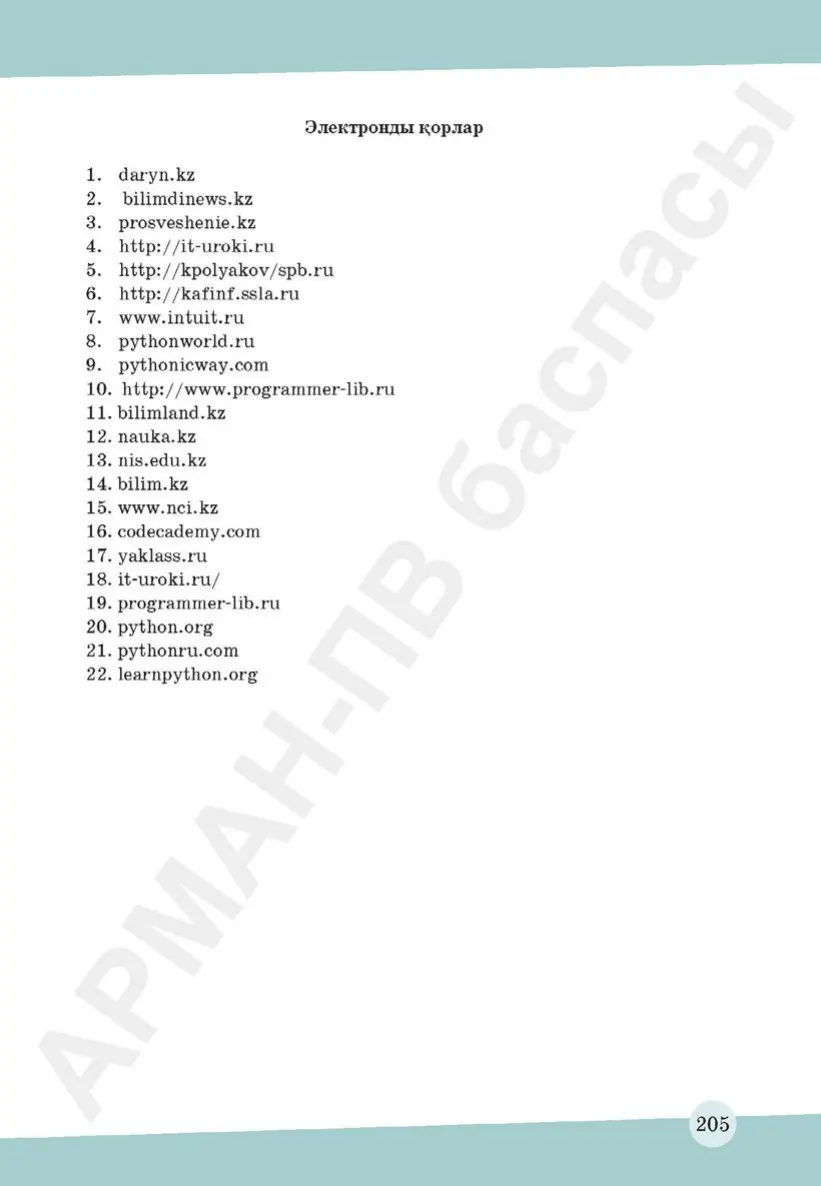 Электронды қорлар
1. daryn.kz
2. bilimdinews.kz
3. prosveshenie.kz
4. http://it-uroki.ru
5. http://kpolyakov/spb.ru
6. http://kafinf.ssla.ru
7. www.intuit.ru
8. pythonworld.ru
9. pythonicway.com
10. http://www.programmer-lib.ru
11. bilimland.kz
12. nauka.kz
13. nis.edu.kz
14. bilim.kz
15. www.nci.kz
16. codecademy.com
17. yaklass.ru
18. it-uroki.ru/
19. programmer-lib.ru
20. python.org
21. pythonru.com
22. learnpython.org
АРМАН-ПВ баспасы
205